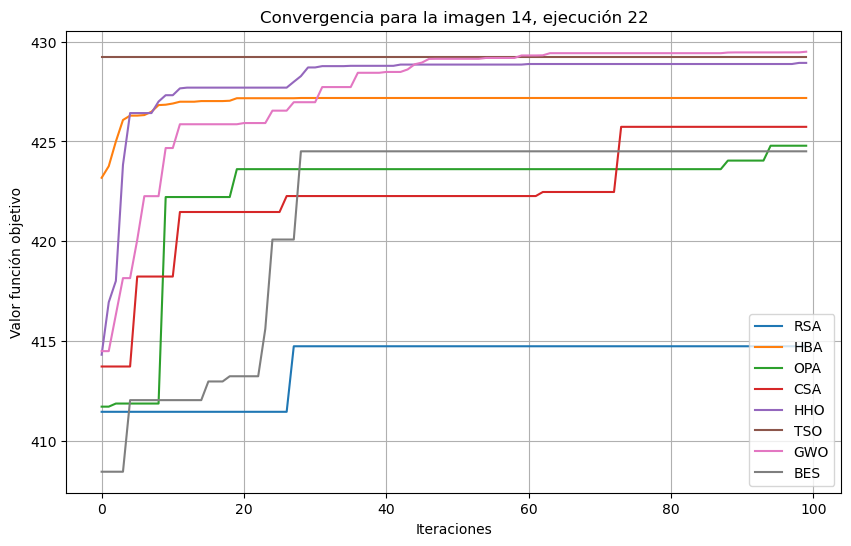 Convergencia para la imagen 14, ejecución 22
Valor función objetivo
430
425
420
415
410
0 20 40 60 80 100
Iteraciones
RSA
HBA
OPA
CSA
HHO
TSO
GWO
BES